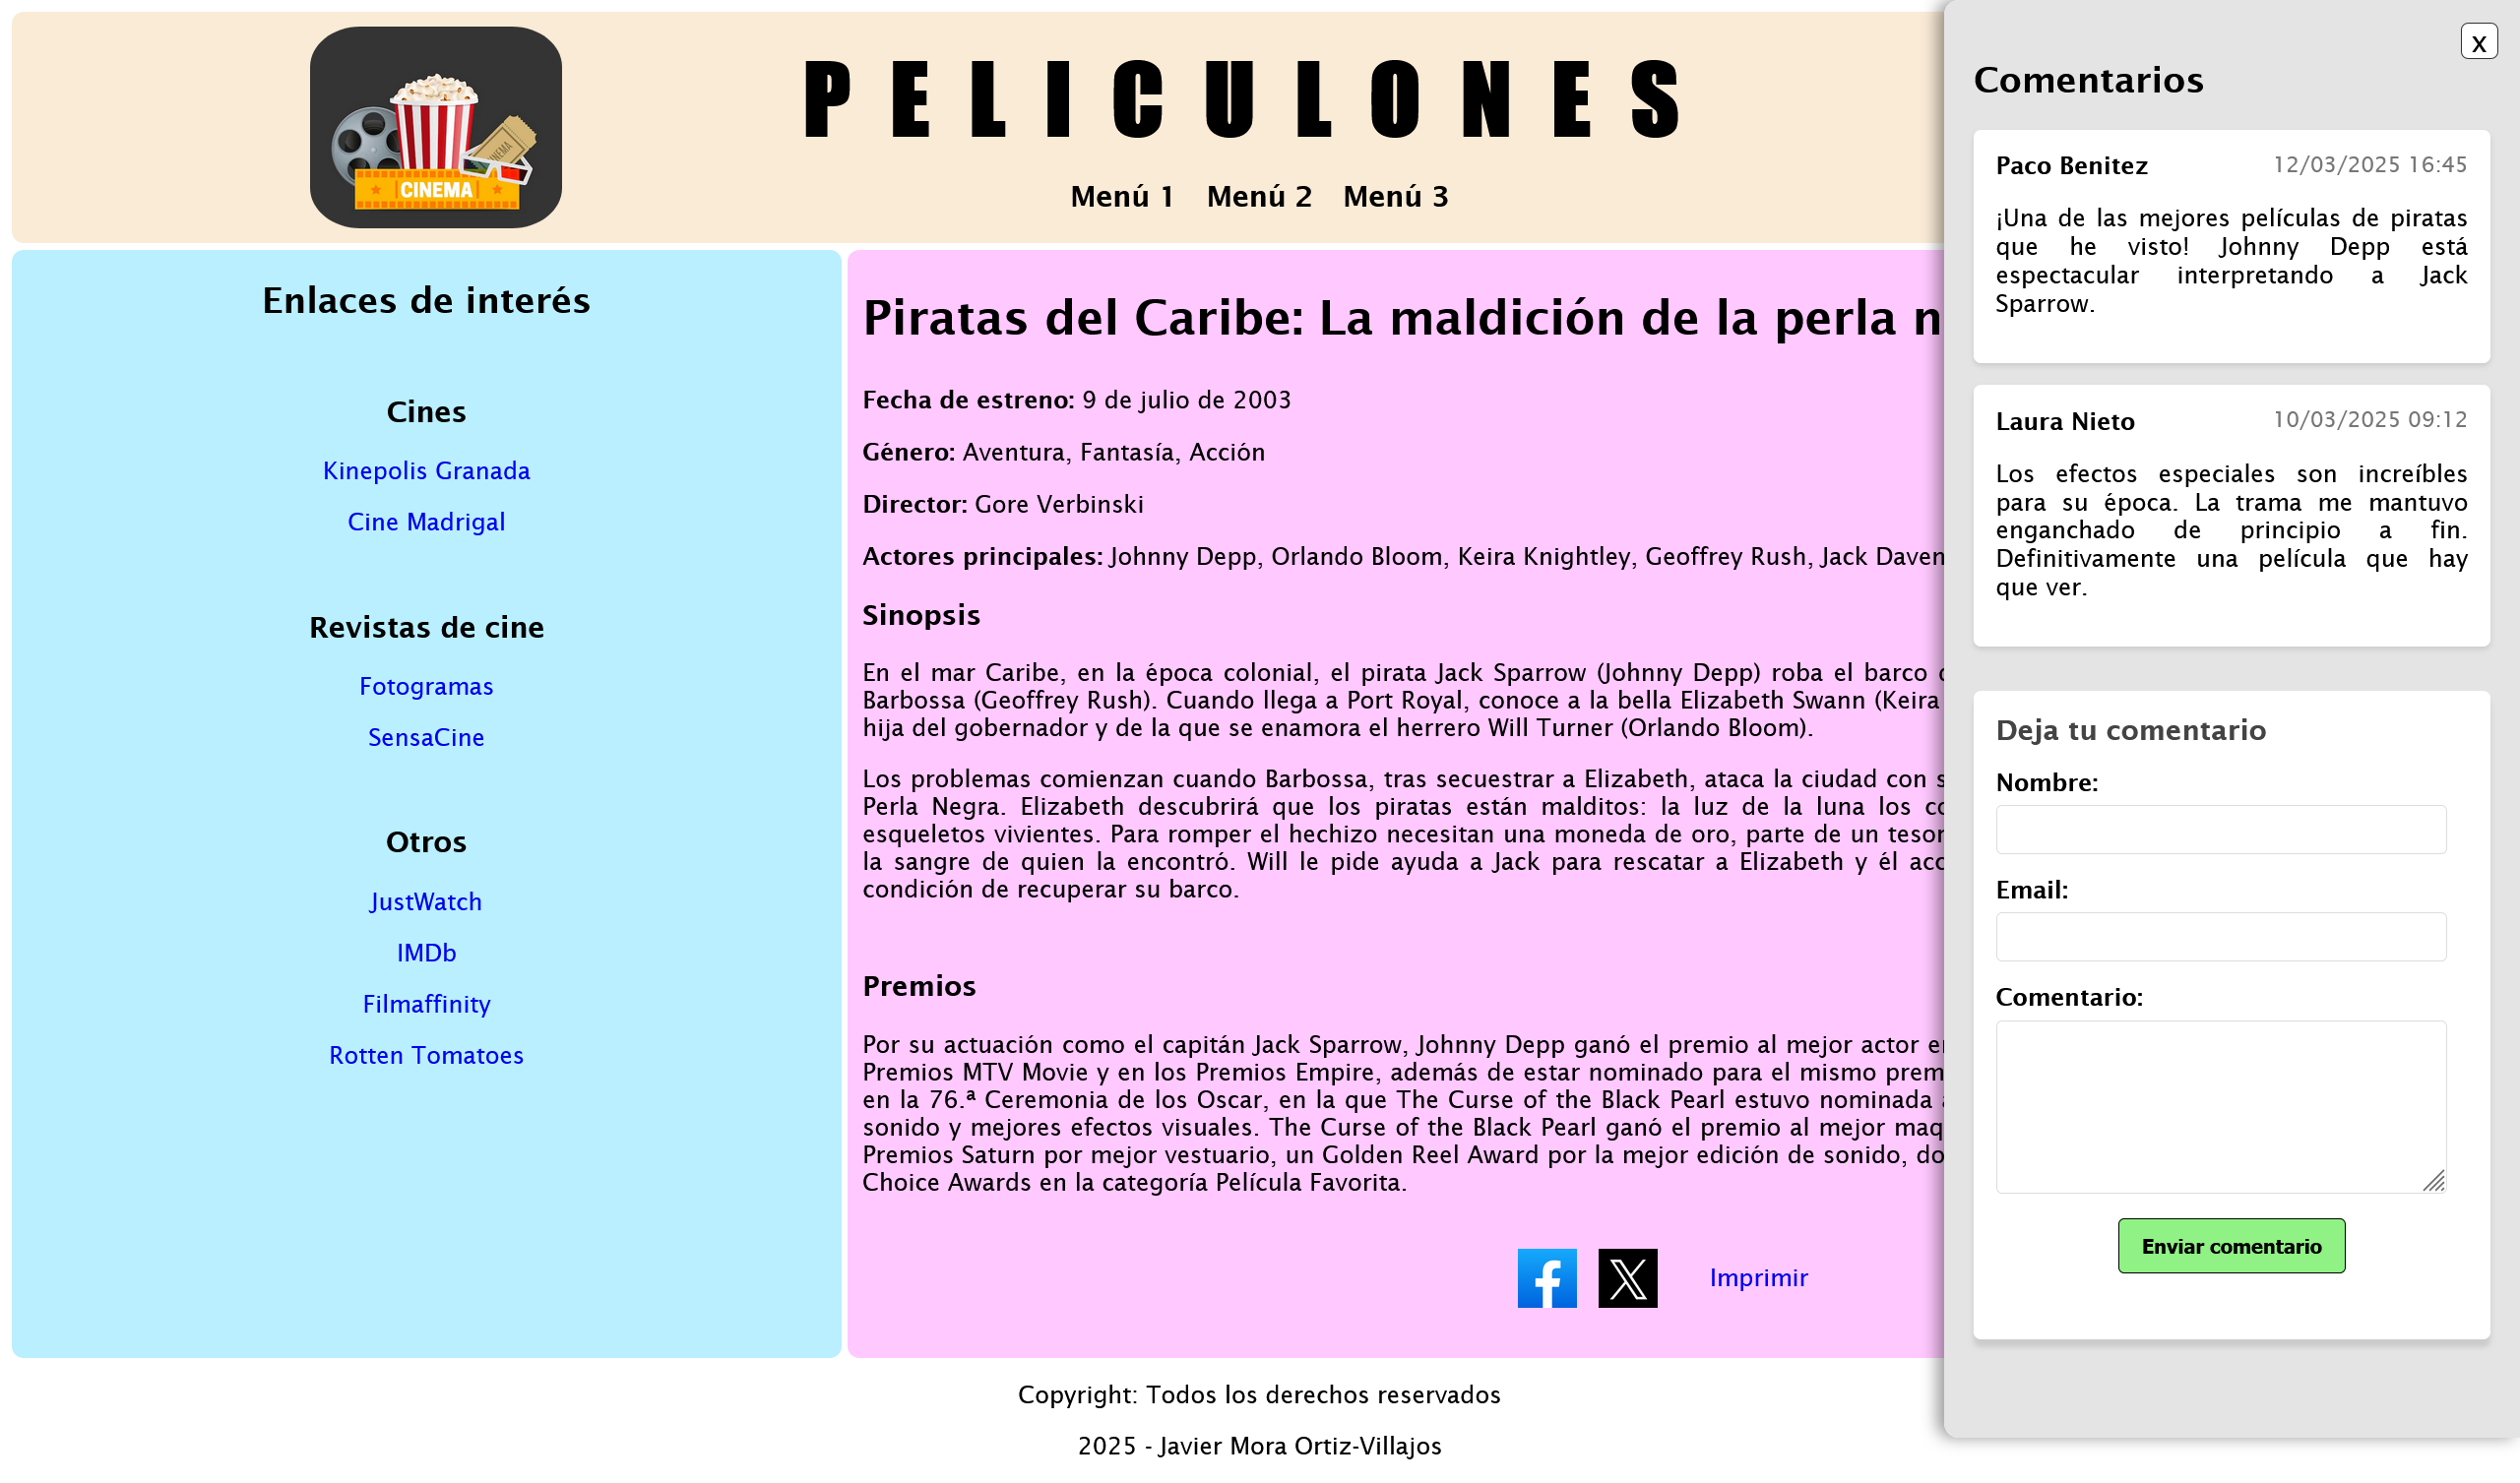 CINEMA
CINEMA
PELICULONES
Menú 1 Menú 2 Menú 3
Enlaces de interés
Cines
Kinepolis Granada
Cine Madrigal
Revistas de cine
Fotogramas
SensaCine
Otros
JustWatch
IMDb
Filmaffinity
Rotten Tomatoes
Piratas del Caribe: La maldición de la perla n
Fecha de estreno: 9 de julio de 2003
Género: Aventura, Fantasía, Acción
Director: Gore Verbinski
Actores principales: Johnny Depp, Orlando Bloom, Keira Knightley, Geoffrey Rush, Jack Daven
Sinopsis
En el mar Caribe, en la época colonial, el pirata Jack Sparrow (Johnny Depp) roba el barco
Barbossa (Geoffrey Rush). Cuando llega a Port Royal, conoce a la bella Elizabeth Swann (Keira
hija del gobernador y de la que se enamora el herrero Will Turner (Orlando Bloom).
Los problemas comienzan cuando Barbossa, tras secuestrar a Elizabeth, ataca la ciudad con s
Perla Negra. Elizabeth descubrirá que los piratas están malditos: la luz de la luna los co
esqueletos vivientes. Para romper el hechizo necesitan una moneda de oro, parte de un tesor
la sangre de quien la encontró. Will le pide ayuda a Jack para rescatar a Elizabeth y él acc
condición de recuperar su barco.
Premios
Por su actuación como el capitán Jack Sparrow, Johnny Depp ganó el premio al mejor actor e
Premios MTV Movie y en los Premios Empire, además de estar nominado para el mismo prem
en la 76.ª Ceremonia de los Oscar, en la que The Curse of the Black Pearl estuvo nominada a
sonido y mejores efectos visuales. The Curse of the Black Pearl ganó el premio al mejor maq
Premios Saturn por mejor vestuario, un Golden Reel Award por la mejor edición de sonido, do
Choice Awards en la categoría Película Favorita.
Imprimir
Copyright: Todos los derechos reservados
2025 - Javier Mora Ortiz-Villajos
x
Comentarios
Paco Benitez 12/03/2025 16:45
¡Una de las mejores películas de piratas
que he visto! Johnny Depp está
espectacular interpretando a Jack
Sparrow.
Laura Nieto 10/03/2025 09:12
Los efectos especiales son increíbles
para su época. La trama me mantuvo
enganchado de principio a fin.
Definitivamente una película que hay
que ver.
Deja tu comentario
Nombre:
Email:
Comentario:
Enviar comentario